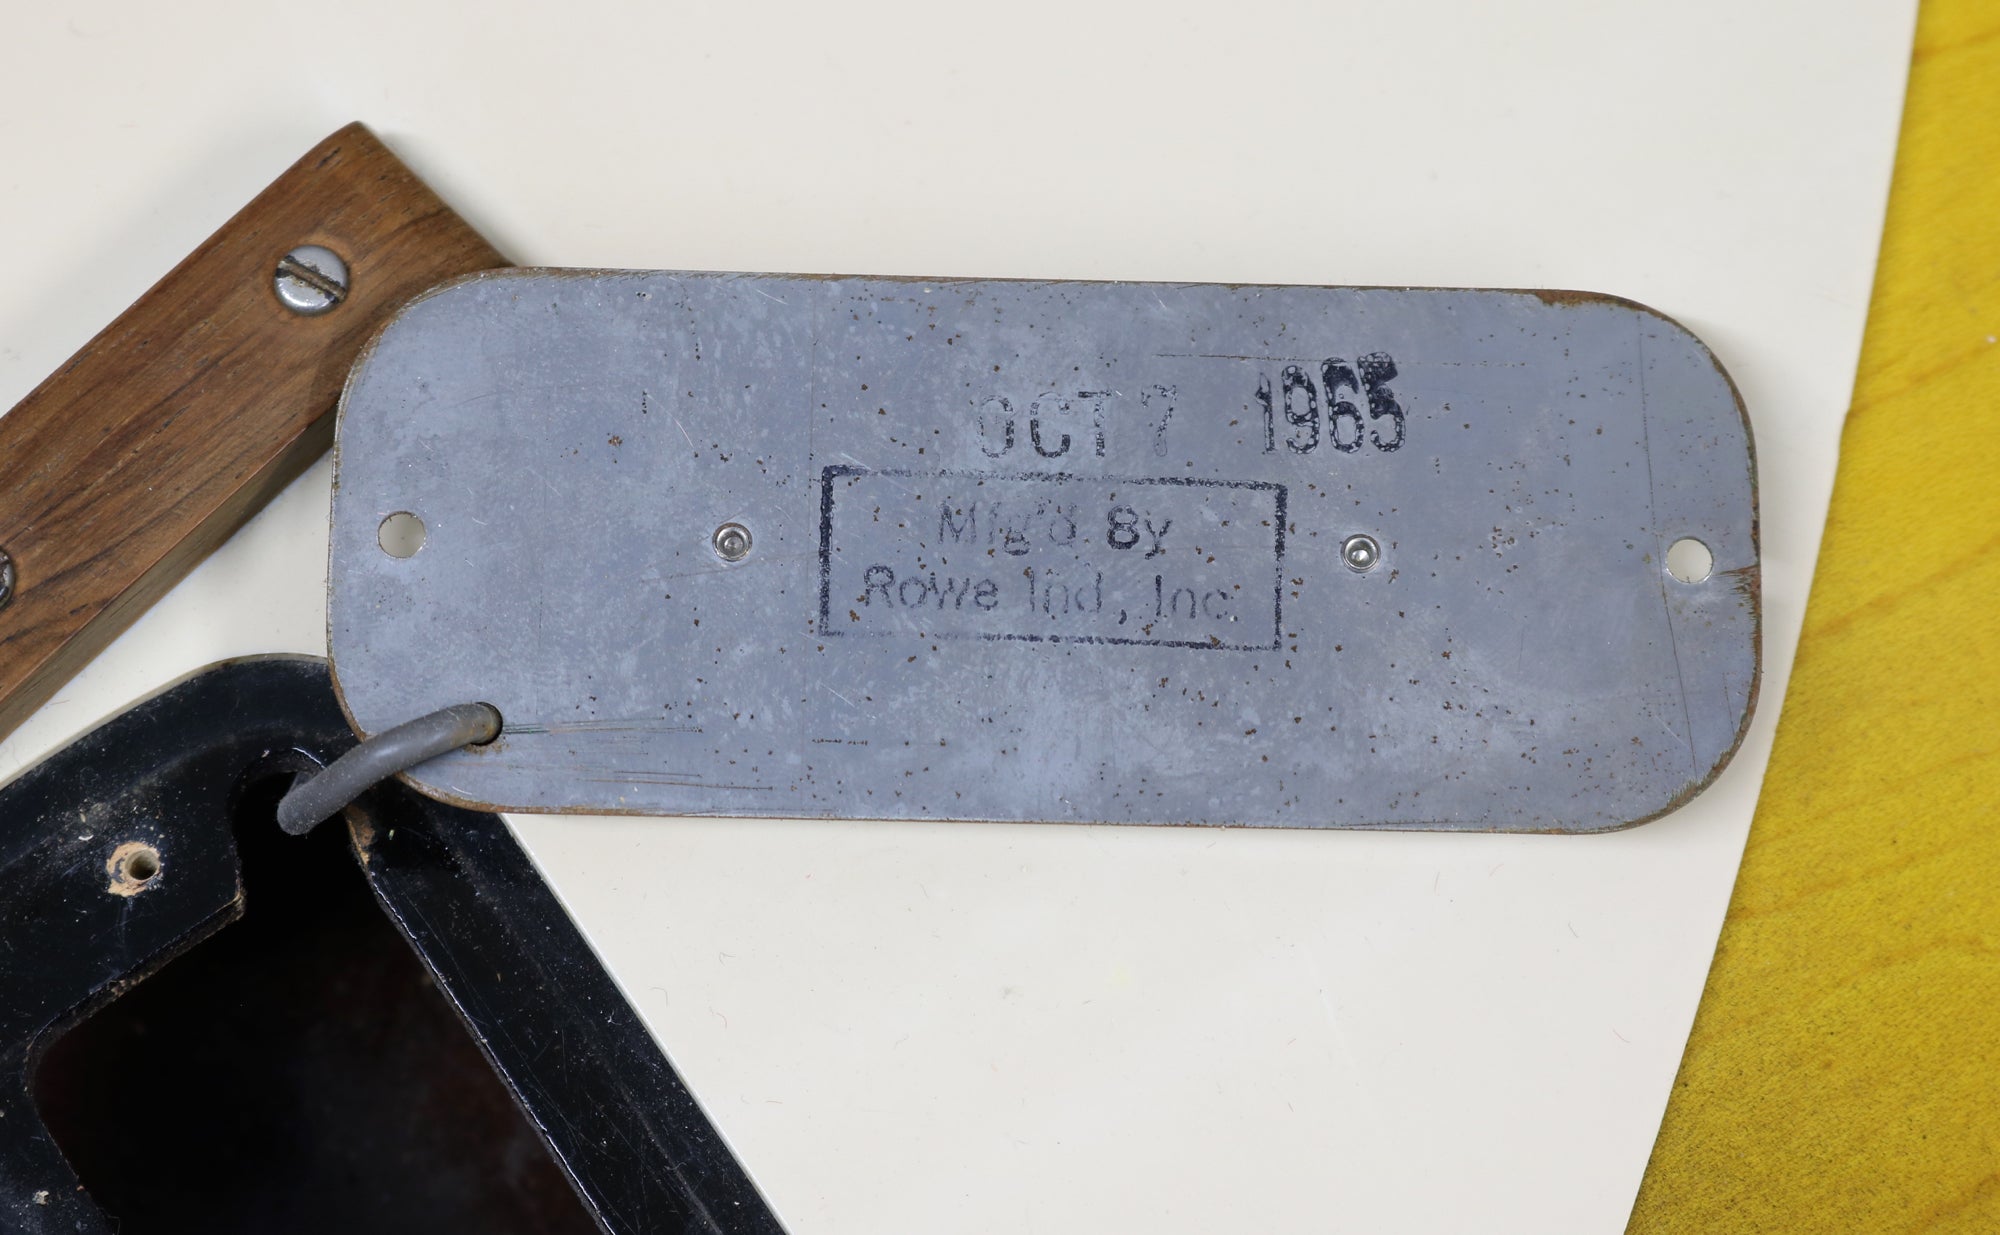 OCT 7 1965
Mfg'd. By
Rowe Ind., Inc.